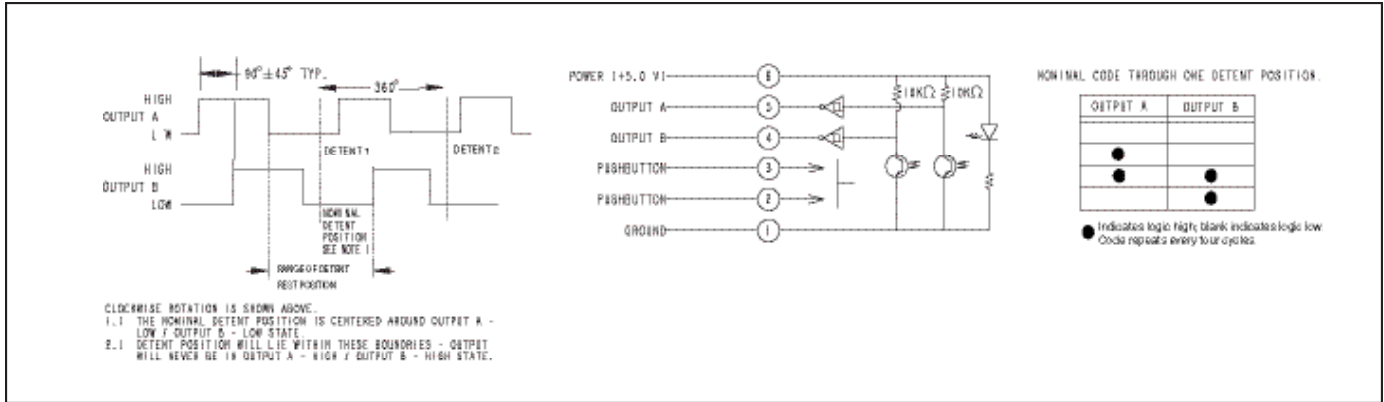 90°±45° TYP.
360°
HIGH
OUTPUT A
L W
DETENT 1
DETENT 2
HIGH
OUTPUT B
LOW
NOMINAL
DETENT
POSITION
SEE NOTE 1
RANGE OF DETENT
REST POSITION
CLOCKWISE ROTATION IS SHOWN ABOVE.
1.) THE NOMINAL DETENT POSITION IS CENTERED AROUND OUTPUT A -
LOW / OUTPUT B - LOW STATE.
2.) DETENT POSITION WILL LIE WITHIN THESE BOUNDRIES - OUTPUT
WILL NEVER BE IN OUTPUT A - HIGH / OUTPUT B - HIGH STATE.
POWER (+5.0 V) 6
OUTPUT A 5
OUTPUT B 4
PUSHBUTTON 3
PUSHBUTTON 2
GROUND 1
10KΩ 10KΩ
NOMINAL CODE THROUGH ONE DETENT POSITION.
OUTPUT A OUTPUT B
Indicates logic high; blank indicates logic low
Code repeats every four cycles